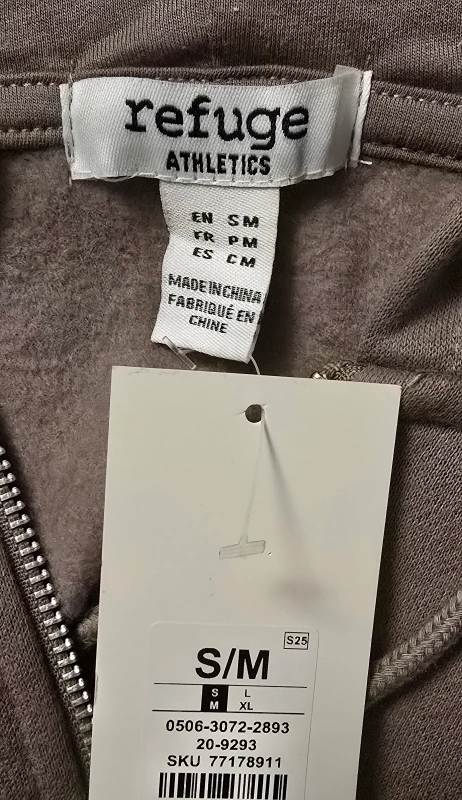 refuge
ATHLETICS
EN SM
FR PM
ES CM
MADE IN CHINA
FABRIQUÉ EN
CHINE
S25
S/M
S L
M XL
0506-3072-2893
20-9293
SKU 77178911